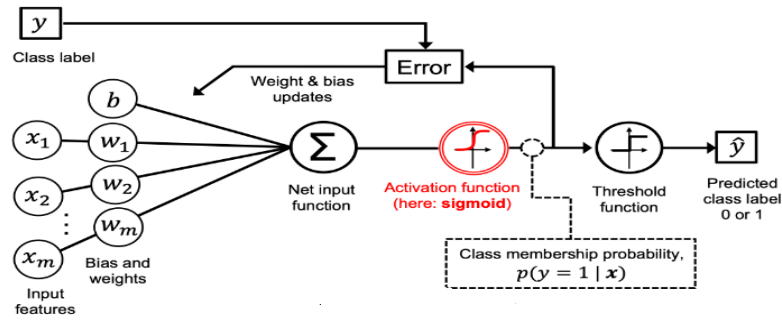 y
Class label
Error
Weight & bias
updates
b
x₁
w₁
x₂
w₂
⋮
wₘ
xₘ
Bias and
weights
Input
features
Σ
Net input
function
Activation function
(here: sigmoid)
Threshold
function
ŷ
Predicted
class label
0 or 1
Class membership probability,
p(y = 1 | x)